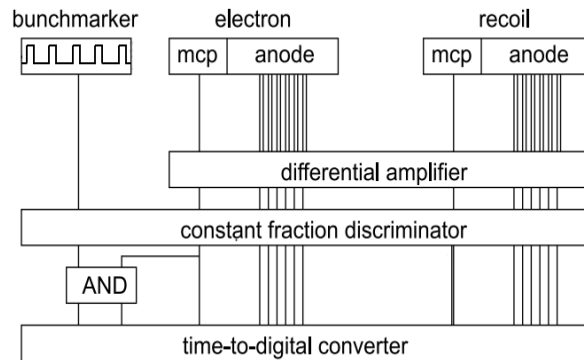 bunchmarker electron recoil
mcp anode mcp anode
differential amplifier
constant fraction discriminator
AND
time-to-digital converter